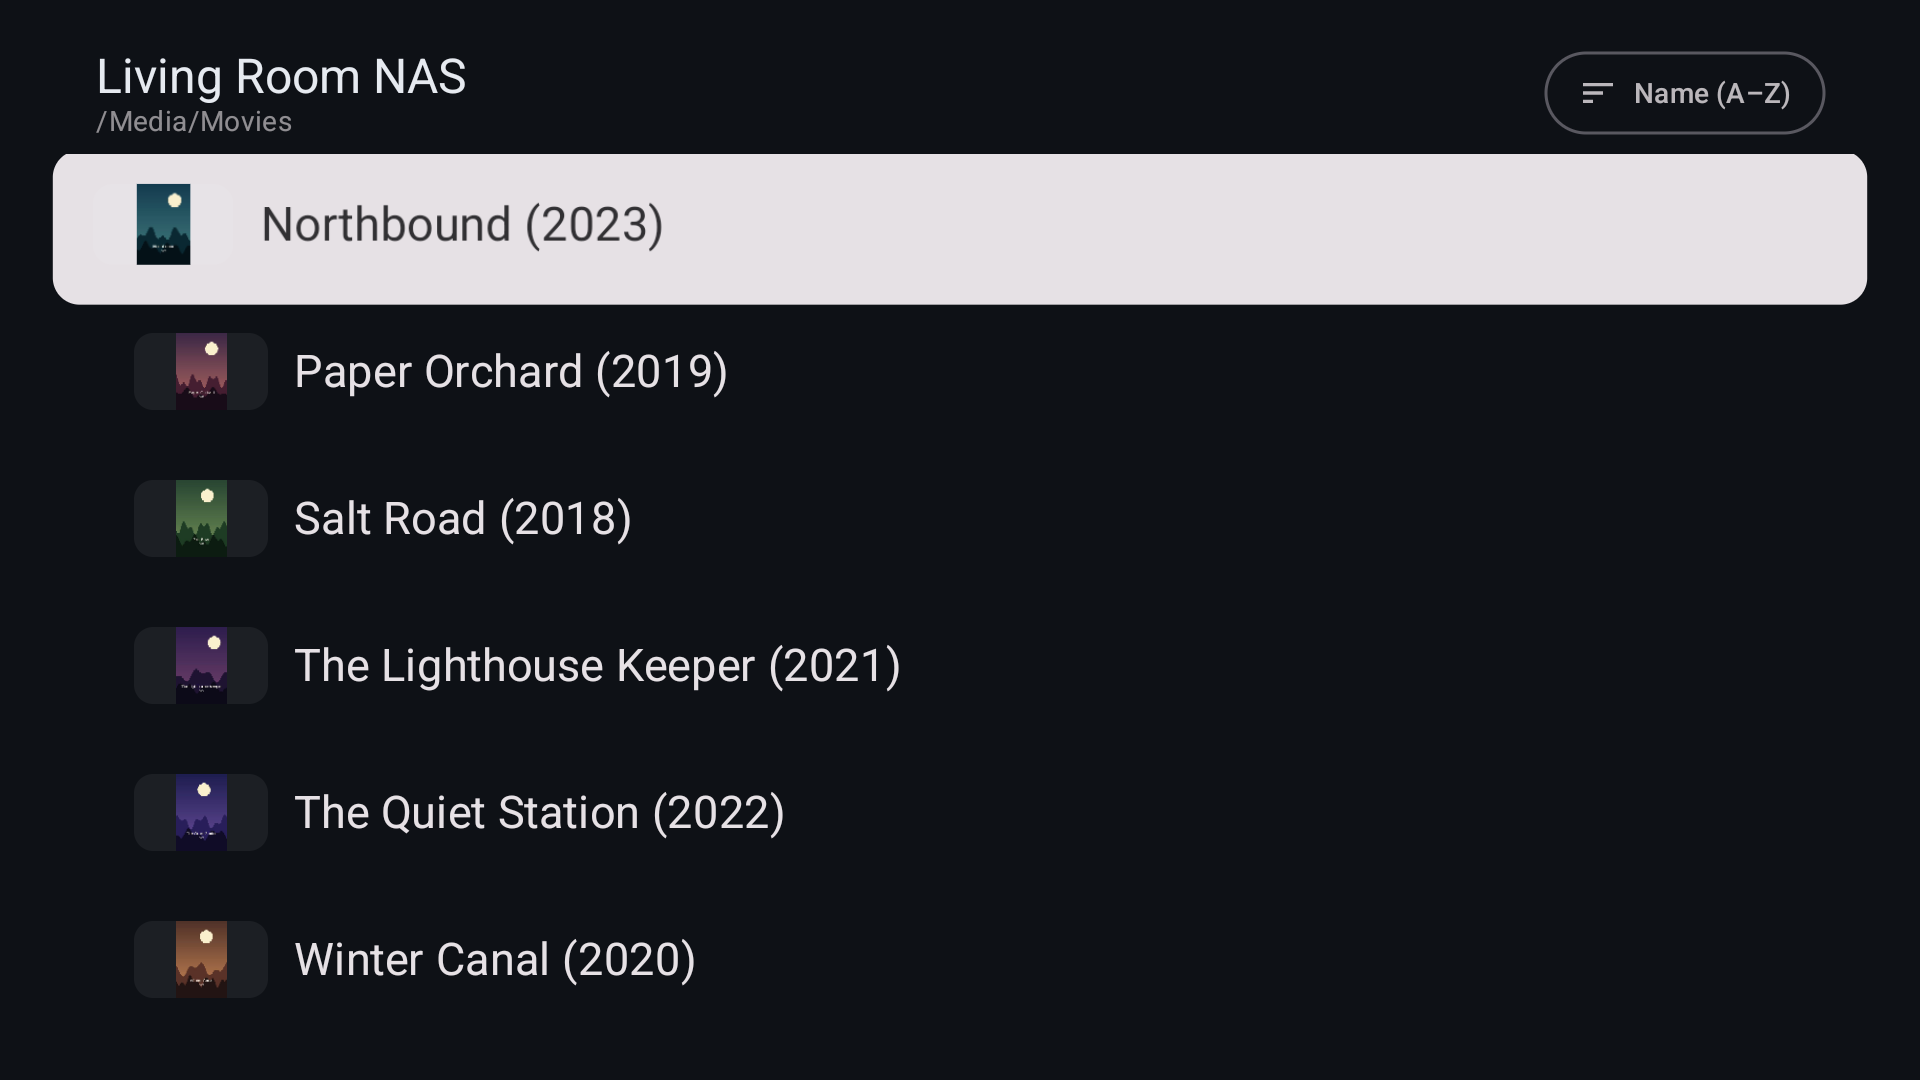 Living Room NAS
/Media/Movies
Name (A–Z)
Northbound (2023)
Paper Orchard (2019)
Salt Road (2018)
The Lighthouse Keeper (2021)
The Quiet Station (2022)
Winter Canal (2020)